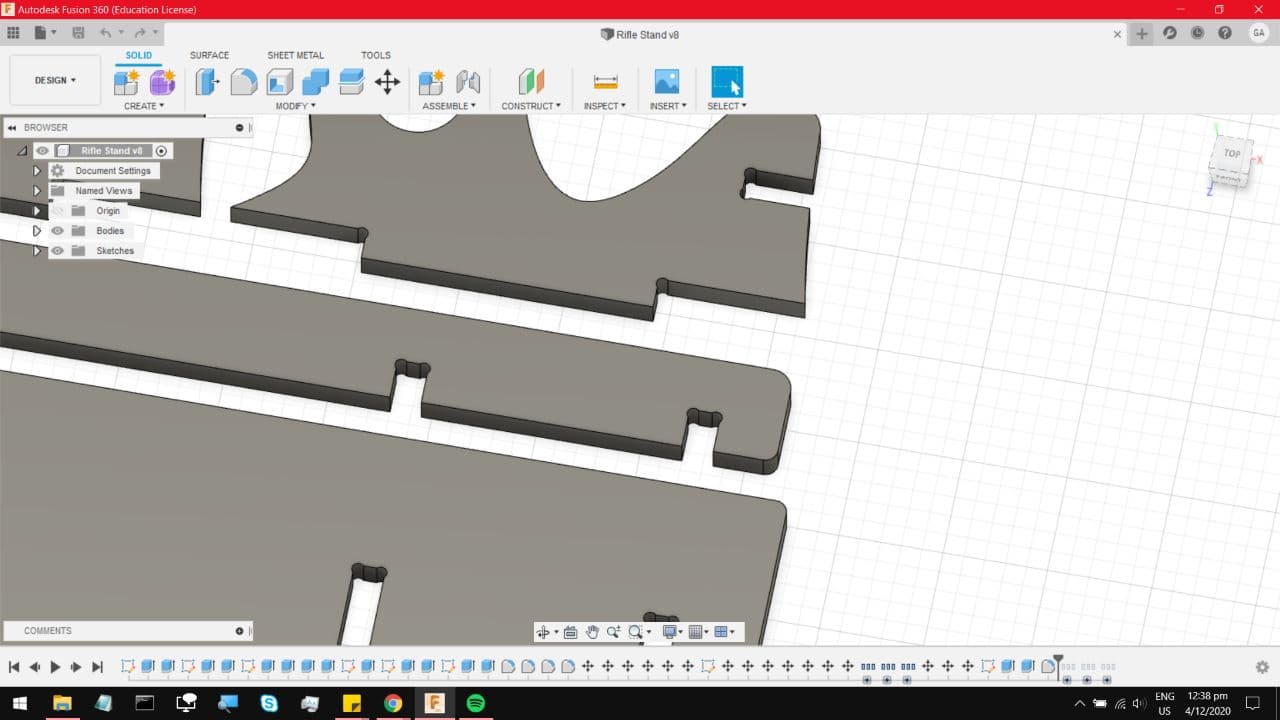 Autodesk Fusion 360 (Education License)
Rifle Stand v8
GA
DESIGN
SOLID
SURFACE
SHEET METAL
TOOLS
CREATE
MODIFY
ASSEMBLE
CONSTRUCT
INSPECT
INSERT
SELECT
BROWSER
Rifle Stand v8
Document Settings
Named Views
Origin
Bodies
Sketches
TOP
FRONT
X
Z
COMMENTS
ENG
US
12:38 pm
4/12/2020